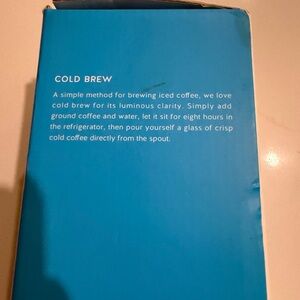 COLD BREW
A simple method for brewing iced coffee, we love
cold brew for its luminous clarity. Simply add
ground coffee and water, let it sit for eight hours in
the refrigerator, then pour yourself a glass of crisp
cold coffee directly from the spout.